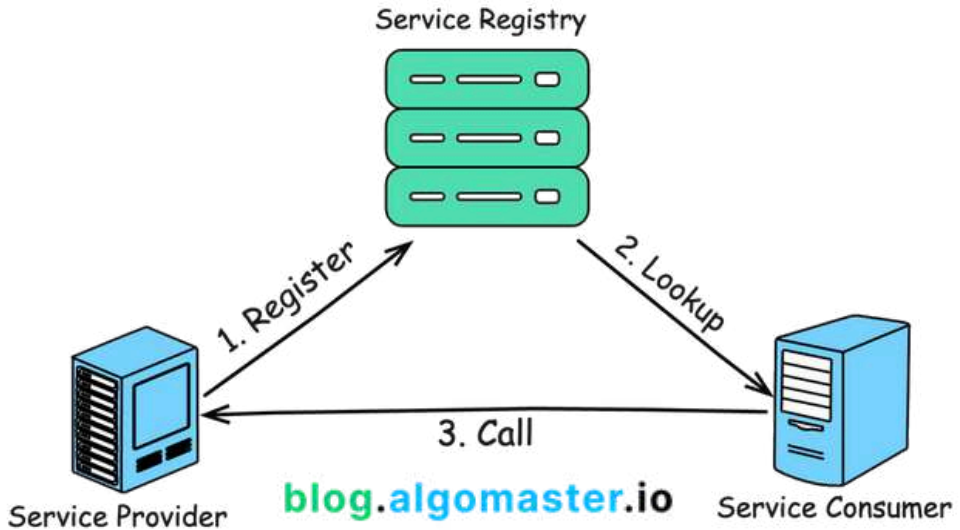 Service Registry
1. Register
2. Lookup
3. Call
blog.algomaster.io
Service Provider
Service Consumer